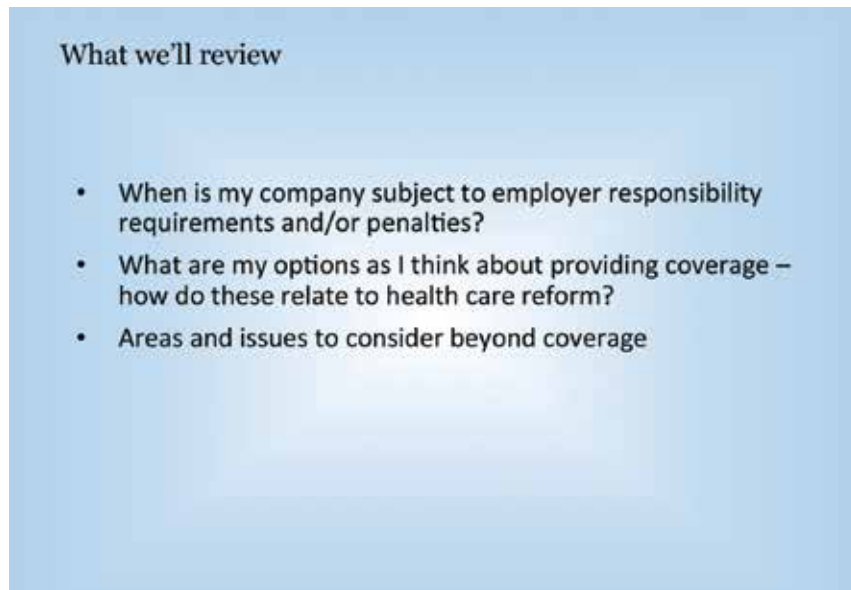 What we’ll review
• When is my company subject to employer responsibility
requirements and/or penalties?
• What are my options as I think about providing coverage –
how do these relate to health care reform?
• Areas and issues to consider beyond coverage